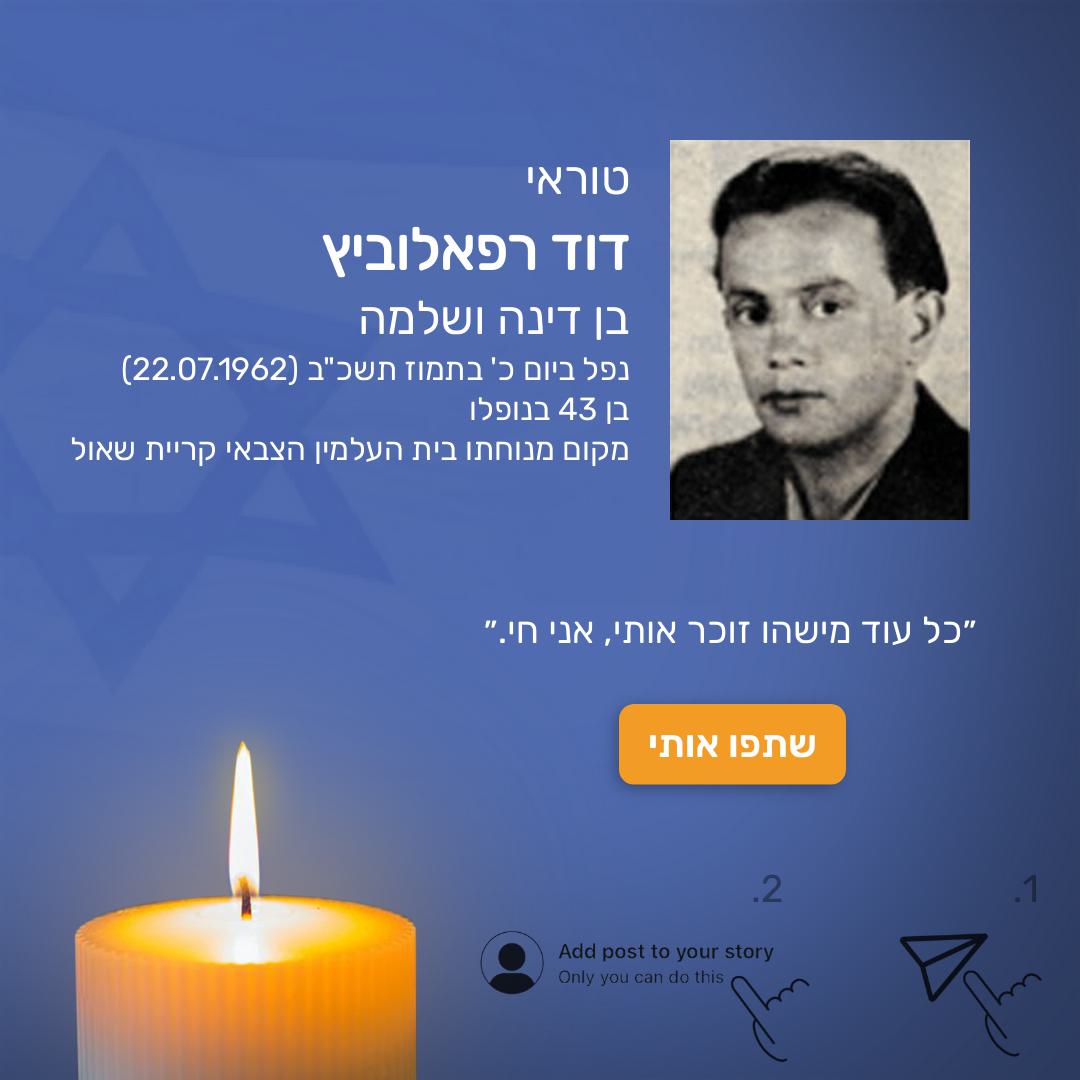 טוראי
דוד רפאלוביץ
בן דינה ושלמה
נפל ביום כ' בתמוז תשכ"ב (22.07.1962)
בן 43 בנופלו
מקום מנוחתו בית העלמין הצבאי קריית שאול
״כל עוד מישהו זוכר אותי, אני חי.״
שתפו אותי
1.
2.
Add post to your story
Only you can do this